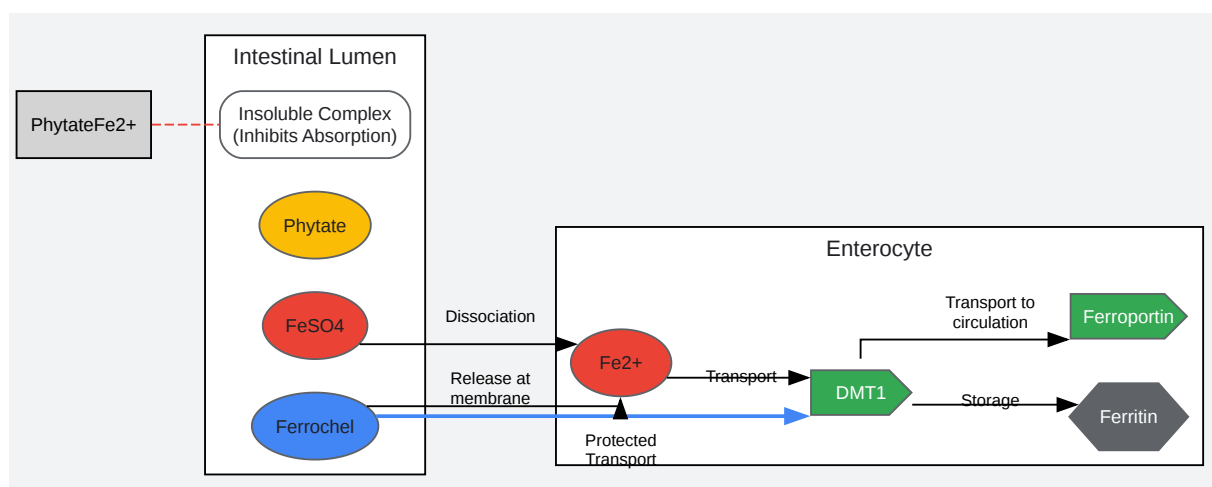 Intestinal Lumen
PhytateFe2+
Insoluble Complex
(Inhibits Absorption)
Phytate
FeSO4
Ferrochel
Dissociation
Release at
membrane
Enterocyte
Fe2+
Transport
Protected
Transport
DMT1
Transport to
circulation
Storage
Ferroportin
Ferritin